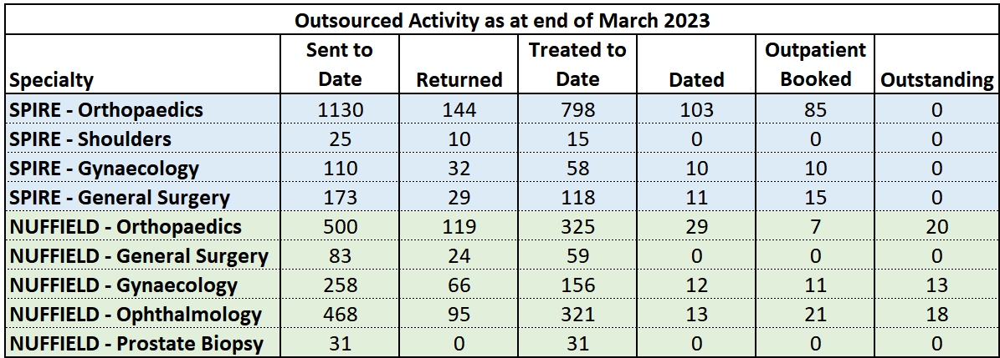 Outsourced Activity as at end of March 2023
Specialty Sent to Date Returned Treated to Date Dated Outpatient Booked Outstanding
SPIRE - Orthopaedics 1130 144 798 103 85 0
SPIRE - Shoulders 25 10 15 0 0 0
SPIRE - Gynaecology 110 32 58 10 10 0
SPIRE - General Surgery 173 29 118 11 15 0
NUFFIELD - Orthopaedics 500 119 325 29 7 20
NUFFIELD - General Surgery 83 24 59 0 0 0
NUFFIELD - Gynaecology 258 66 156 12 11 13
NUFFIELD - Ophthalmology 468 95 321 13 21 18
NUFFIELD - Prostate Biopsy 31 0 31 0 0 0